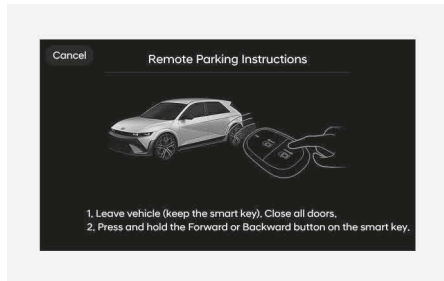 Cancel
Remote Parking Instructions
1. Leave vehicle (keep the smart key), Close all doors.
2. Press and hold the Forward or Backward button on the smart key.